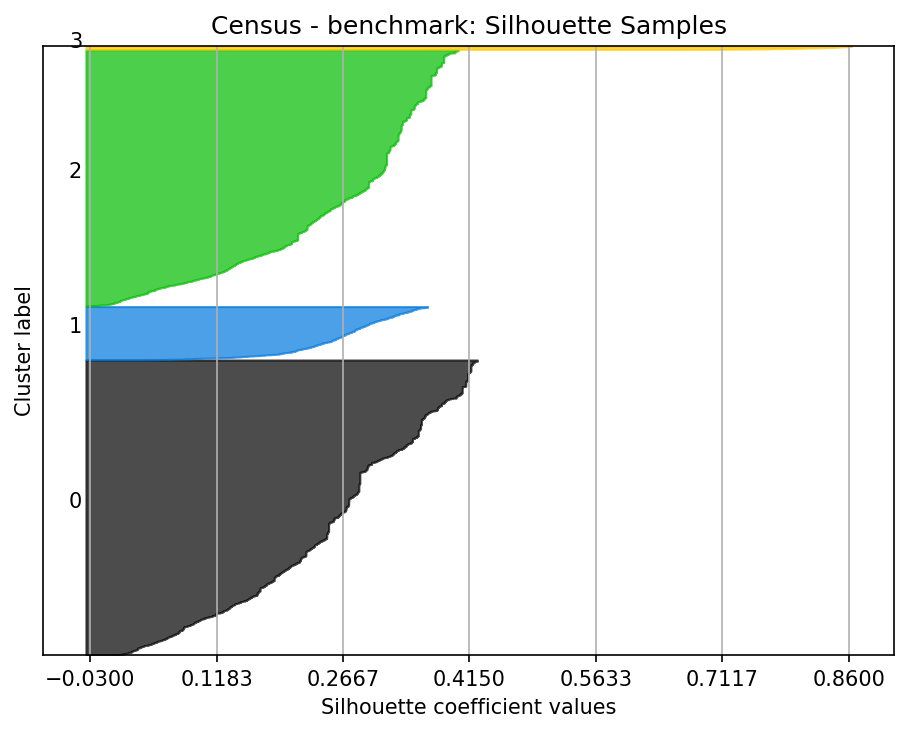 Census - benchmark: Silhouette Samples
3
2
1
0
Cluster label
−0.0300 0.1183 0.2667 0.4150 0.5633 0.7117 0.8600
Silhouette coefficient values